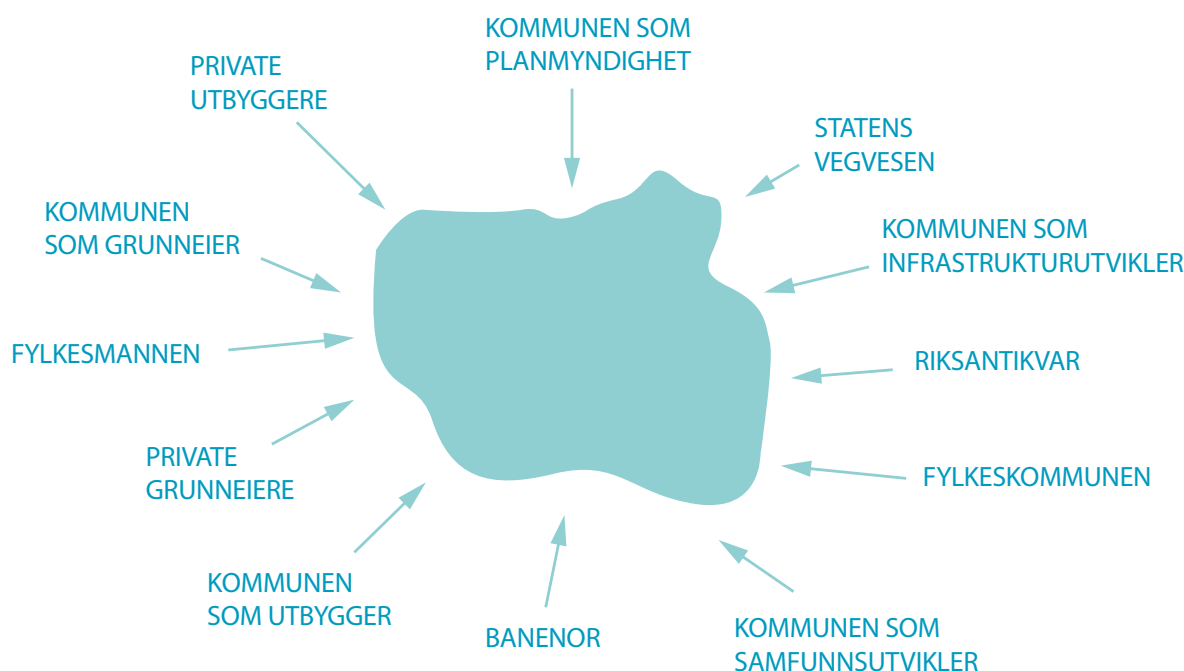 KOMMUNEN SOM
PLANMYNDIGHET
PRIVATE
UTBYGGERE
STATENS
VEGVESEN
KOMMUNEN
SOM GRUNNEIER
KOMMUNEN SOM
INFRASTRUKTURUTVIKLER
FYLKESMANNEN
RIKSANTIKVAR
PRIVATE
GRUNNEIERE
FYLKESKOMMUNEN
KOMMUNEN
SOM UTBYGGER
BANENOR
KOMMUNEN SOM
SAMFUNNSUTVIKLER